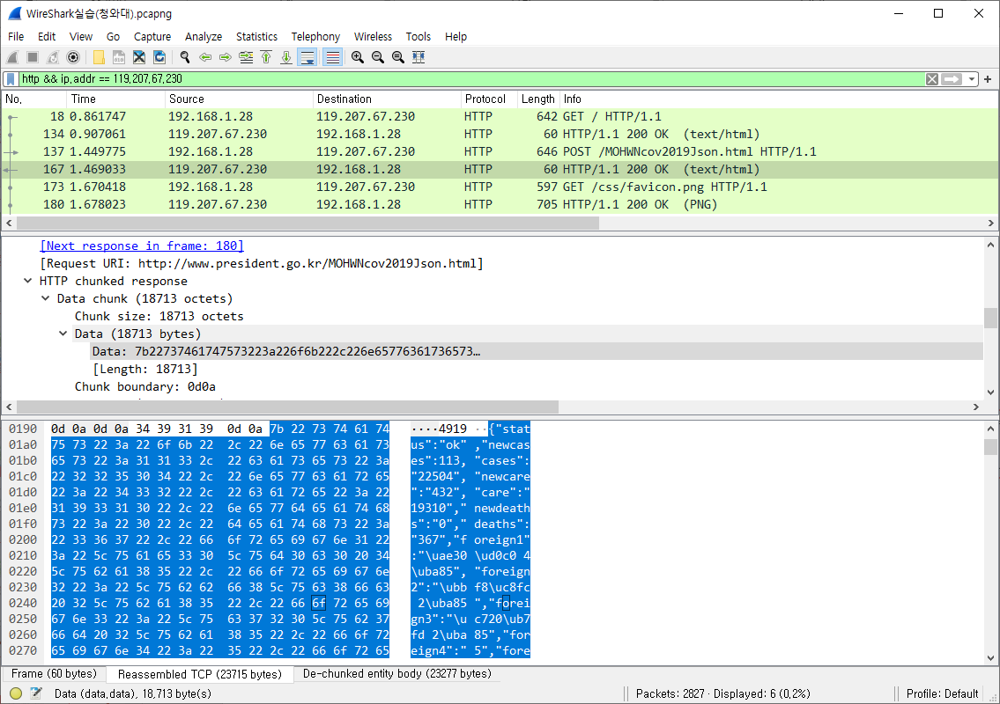 WireShark실습(청와대).pcapng
File Edit View Go Capture Analyze Statistics Telephony Wireless Tools Help
http && ip.addr == 119.207.67.230
No. Time Source Destination Protocol Length Info
18 0.861747 192.168.1.28 119.207.67.230 HTTP 642 GET / HTTP/1.1
134 0.907061 119.207.67.230 192.168.1.28 HTTP 60 HTTP/1.1 200 OK (text/html)
137 1.449775 192.168.1.28 119.207.67.230 HTTP 646 POST /MOHWNcov2019Json.html HTTP/1.1
167 1.469033 119.207.67.230 192.168.1.28 HTTP 60 HTTP/1.1 200 OK (text/html)
173 1.670418 192.168.1.28 119.207.67.230 HTTP 597 GET /css/favicon.png HTTP/1.1
180 1.678023 119.207.67.230 192.168.1.28 HTTP 705 HTTP/1.1 200 OK (PNG)
[Next response in frame: 180]
[Request URI: http://www.president.go.kr/MOHWNcov2019Json.html]
HTTP chunked response
Data chunk (18713 octets)
Chunk size: 18713 octets
Data (18713 bytes)
Data: 7b22737461747573223a226f6b222c226e65776361736573…
[Length: 18713]
Chunk boundary: 0d0a
0190 0d 0a 0d 0a 34 39 31 39 0d 0a 7b 22 73 74 61 74 ····4919 ··{"stat
01a0 75 73 22 3a 22 6f 6b 22 2c 22 6e 65 77 63 61 73 us":"ok" ,"newcas
01b0 65 73 22 3a 31 31 33 2c 22 63 61 73 65 73 22 3a es":113, "cases":
01c0 22 32 32 35 30 34 22 2c 22 6e 65 77 63 61 72 65 "22504", "newcare
01d0 22 3a 22 34 33 32 22 2c 22 63 61 72 65 22 3a 22 ":"432", "care":"
01e0 31 39 33 31 30 22 2c 22 6e 65 77 64 65 61 74 68 19310"," newdeath
01f0 73 22 3a 22 30 22 2c 22 64 65 61 74 68 73 22 3a s":"0"," deaths":
0200 22 33 36 37 22 2c 22 66 6f 72 65 69 67 6e 31 22 "367","f oreign1"
0210 3a 22 5c 75 61 65 33 30 5c 75 64 30 63 30 20 34 :"\uae30 \ud0c0 4
0220 5c 75 62 61 38 35 22 2c 22 66 6f 72 65 69 67 6e \uba85", "foreign
0230 32 22 3a 22 5c 75 62 62 66 38 5c 75 63 38 66 63 2":"\ubb f8\uc8fc
0240 20 32 5c 75 62 61 38 35 22 2c 22 66 6f 72 65 69 2\uba85 ","forei
0250 67 6e 33 22 3a 22 5c 75 63 37 32 30 5c 75 62 37 gn3":"\u c720\ub7
0260 66 64 20 32 5c 75 62 61 38 35 22 2c 22 66 6f 72 fd 2\uba 85","for
0270 65 69 67 6e 34 22 3a 22 35 22 2c 22 66 6f 72 65 eign4":" 5","fore
Frame (60 bytes) Reassembled TCP (23715 bytes) De-chunked entity body (23277 bytes)
Data (data.data), 18,713 byte(s) Packets: 2827 · Displayed: 6 (0.2%) Profile: Default